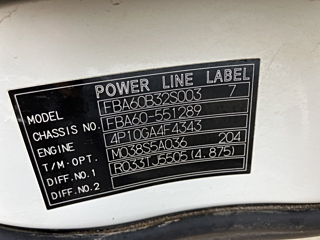 POWER LINE LABEL
MODEL FBA60B32S003 7
CHASSIS NO. FBA60-551289
ENGINE 4P10GA4F4343
T/M·OPT. M038S5A036 204
DIFF NO.1 TR033TJ5505 (4.875)
DIFF NO.2